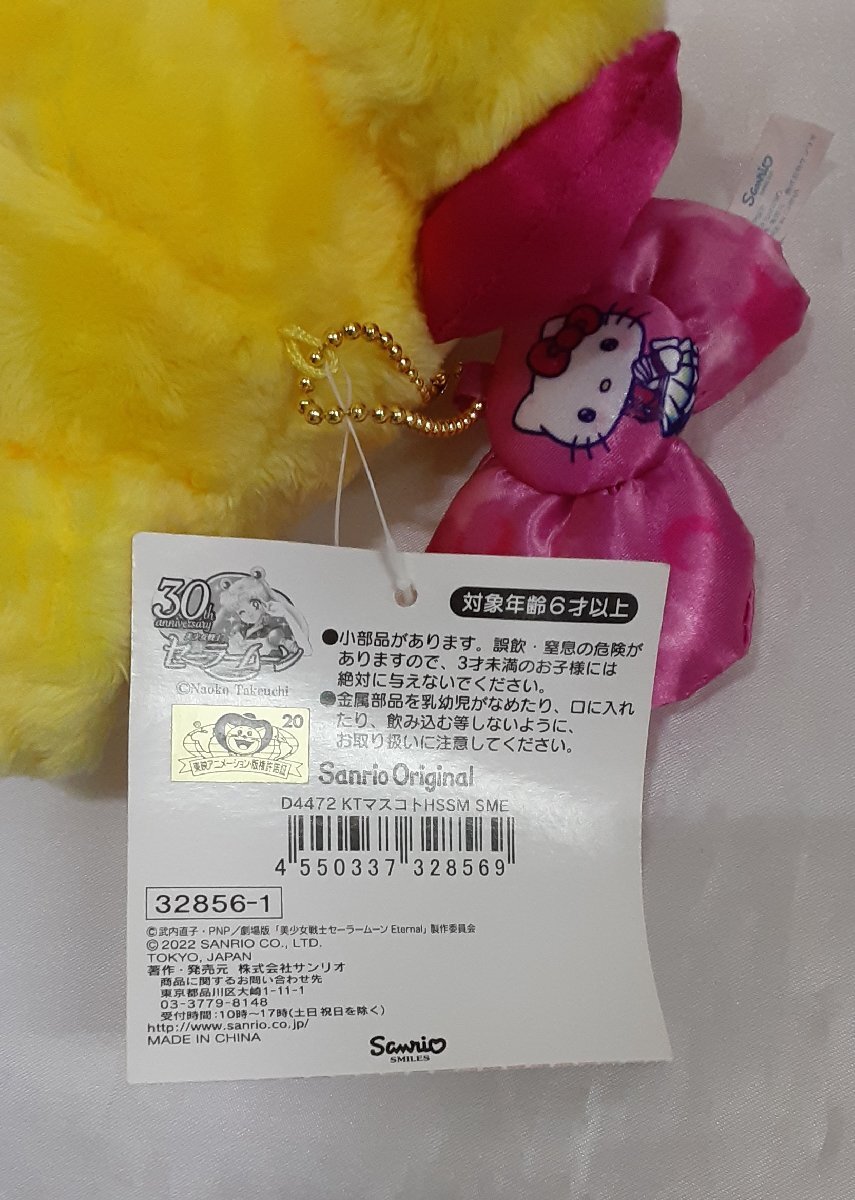 Sanrio
30th
anniversary
美少女戦士
セーラームーン
©Naoko Takeuchi
対象年齢6才以上
●小部品があります。誤飲・窒息の危険が
ありますので、3才未満のお子様には
絶対に与えないでください。
●金属部品を乳幼児がなめたり、口に入れ
たり、飲み込む等しないように、
お取り扱いに注意してください。
20
東映アニメーション版権許諾証
Sanrio Original
D4472 KTマスコトHSSM SME
4 550337 328569
32856-1
©武内直子・PNP/劇場版「美少女戦士セーラームーン Eternal」製作委員会
©2022 SANRIO CO., LTD.
TOKYO, JAPAN
著作・発売元 株式会社サンリオ
商品に関するお問い合わせ先
東京都品川区大崎1-11-1
03-3779-8148
受付時間:10時~17時(土日祝日を除く)
http://www.sanrio.co.jp/
MADE IN CHINA
Sanrio
SMILES